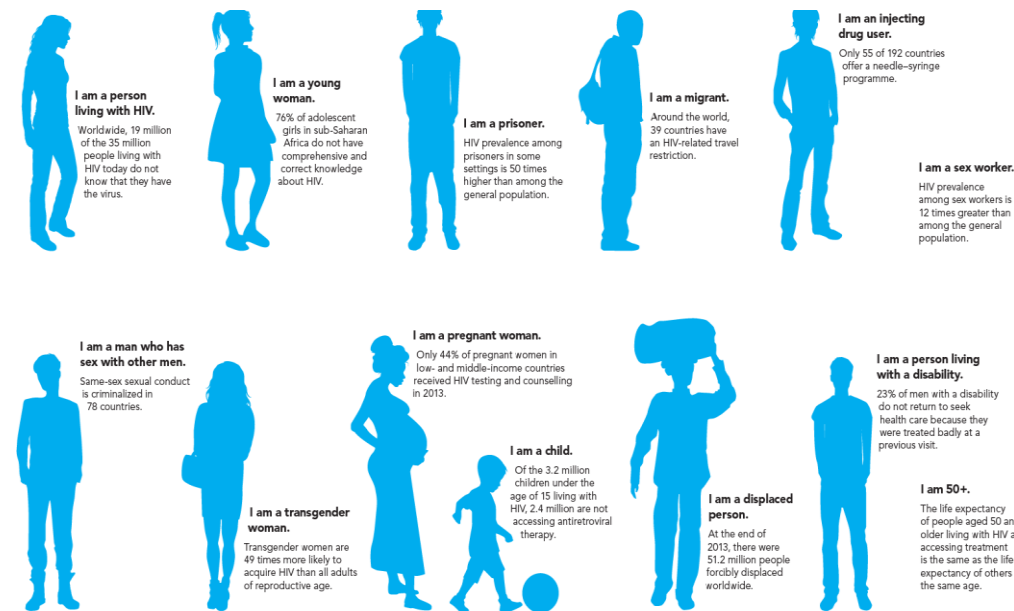 I am a person
living with HIV.
Worldwide, 19 million
of the 35 million
people living with
HIV today do not
know that they have
the virus.
I am a young
woman.
76% of adolescent
girls in sub-Saharan
Africa do not have
comprehensive and
correct knowledge
about HIV.
I am a prisoner.
HIV prevalence among
prisoners in some
settings is 50 times
higher than among the
general population.
I am a migrant.
Around the world,
39 countries have
an HIV-related travel
restriction.
I am an injecting
drug user.
Only 55 of 192 countries
offer a needle–syringe
programme.
I am a sex worker.
HIV prevalence
among sex workers is
12 times greater than
among the general
population.
I am a man who has
sex with other men.
Same-sex sexual conduct
is criminalized in
78 countries.
I am a transgender
woman.
Transgender women are
49 times more likely to
acquire HIV than all adults
of reproductive age.
I am a pregnant woman.
Only 44% of pregnant women in
low- and middle-income countries
received HIV testing and counselling
in 2013.
I am a child.
Of the 3.2 million
children under the
age of 15 living with
HIV, 2.4 million are not
accessing antiretroviral
therapy.
I am a displaced
person.
At the end of
2013, there were
51.2 million people
forcibly displaced
worldwide.
I am a person living
with a disability.
23% of men with a disability
do not return to seek
health care because they
were treated badly at a
previous visit.
I am 50+.
The life expectancy
of people aged 50 an
older living with HIV a
accessing treatment
is the same as the life
expectancy of others
the same age.